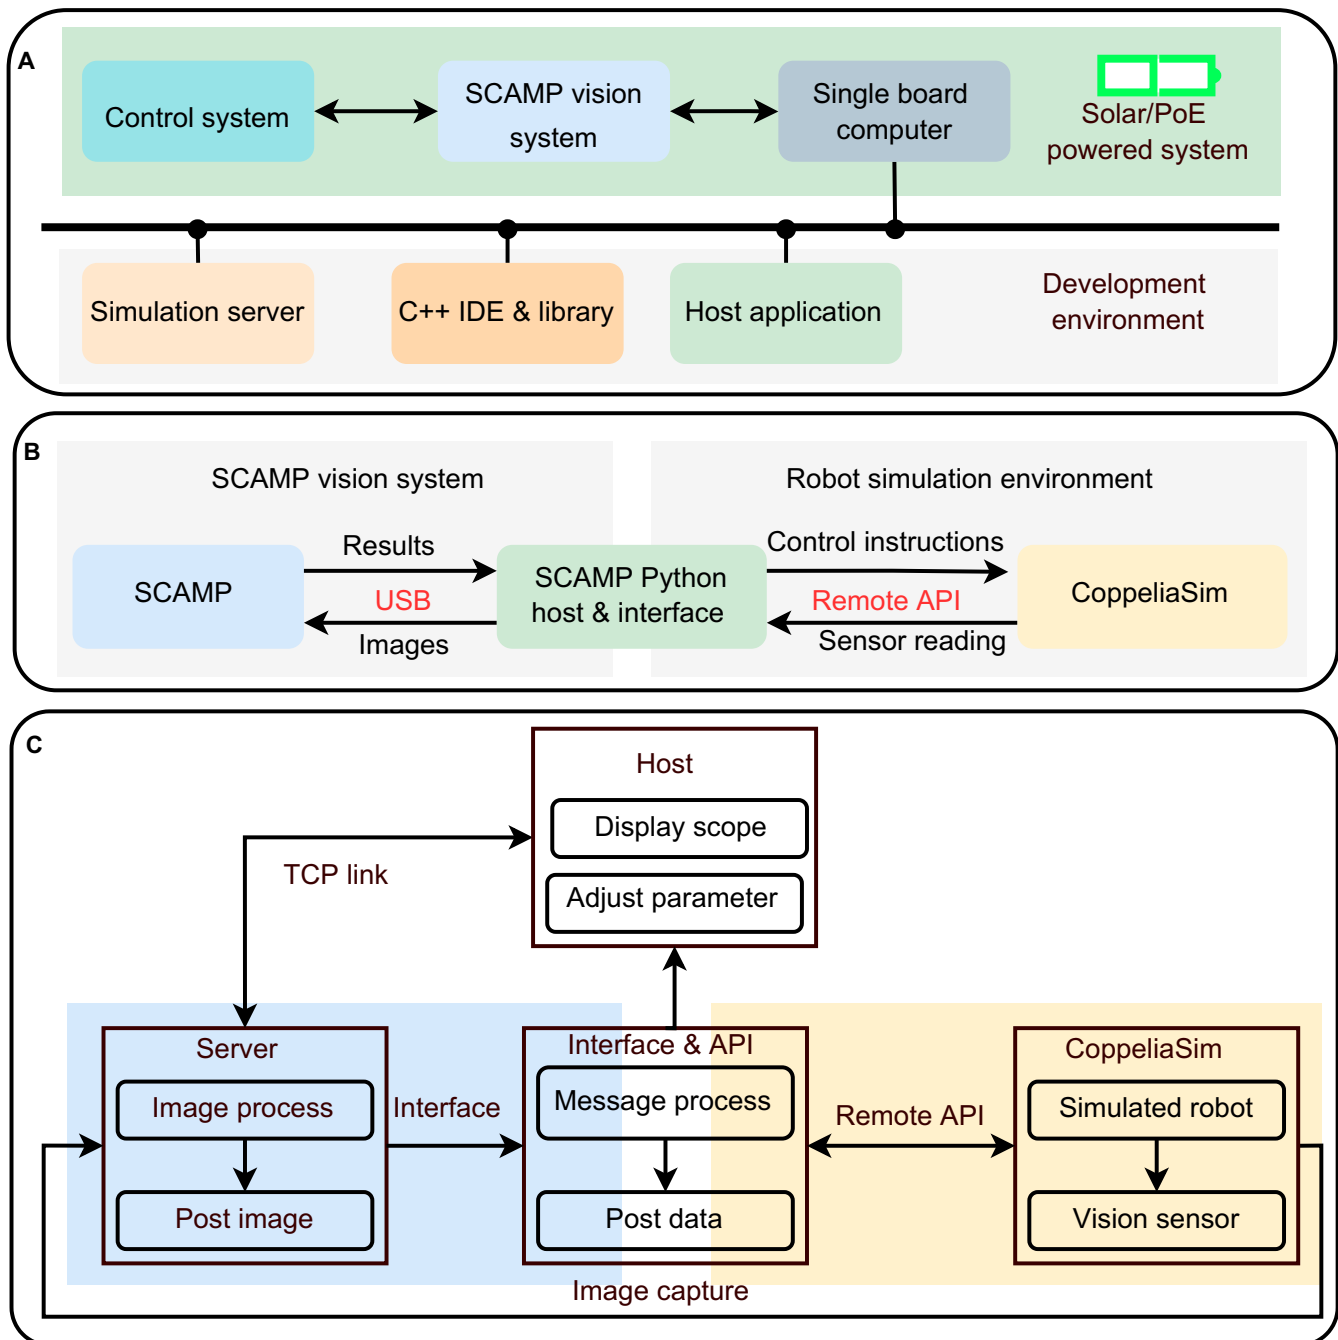 A
Control system
SCAMP vision
system
Single board
computer
Solar/PoE
powered system
Simulation server
C++ IDE & library
Host application
Development
environment
B
SCAMP vision system
Robot simulation environment
SCAMP
Results
USB
Images
SCAMP Python
host & interface
Control instructions
Remote API
Sensor reading
CoppeliaSim
C
Host
Display scope
Adjust parameter
TCP link
Server
Image process
Post image
Interface
Interface & API
Message process
Post data
Remote API
CoppeliaSim
Simulated robot
Vision sensor
Image capture